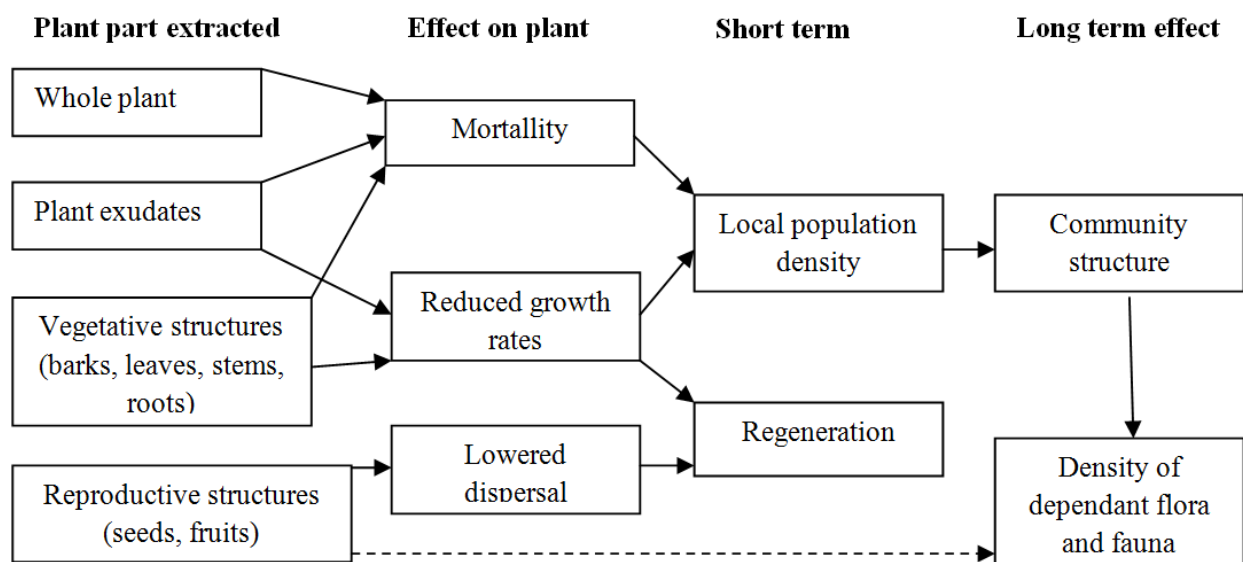 Plant part extracted
Effect on plant
Short term
Long term effect
Whole plant
Plant exudates
Vegetative structures
(barks, leaves, stems,
roots)
Reproductive structures
(seeds, fruits)
Mortallity
Reduced growth
rates
Lowered
dispersal
Local population
density
Regeneration
Community
structure
Density of
dependant flora
and fauna